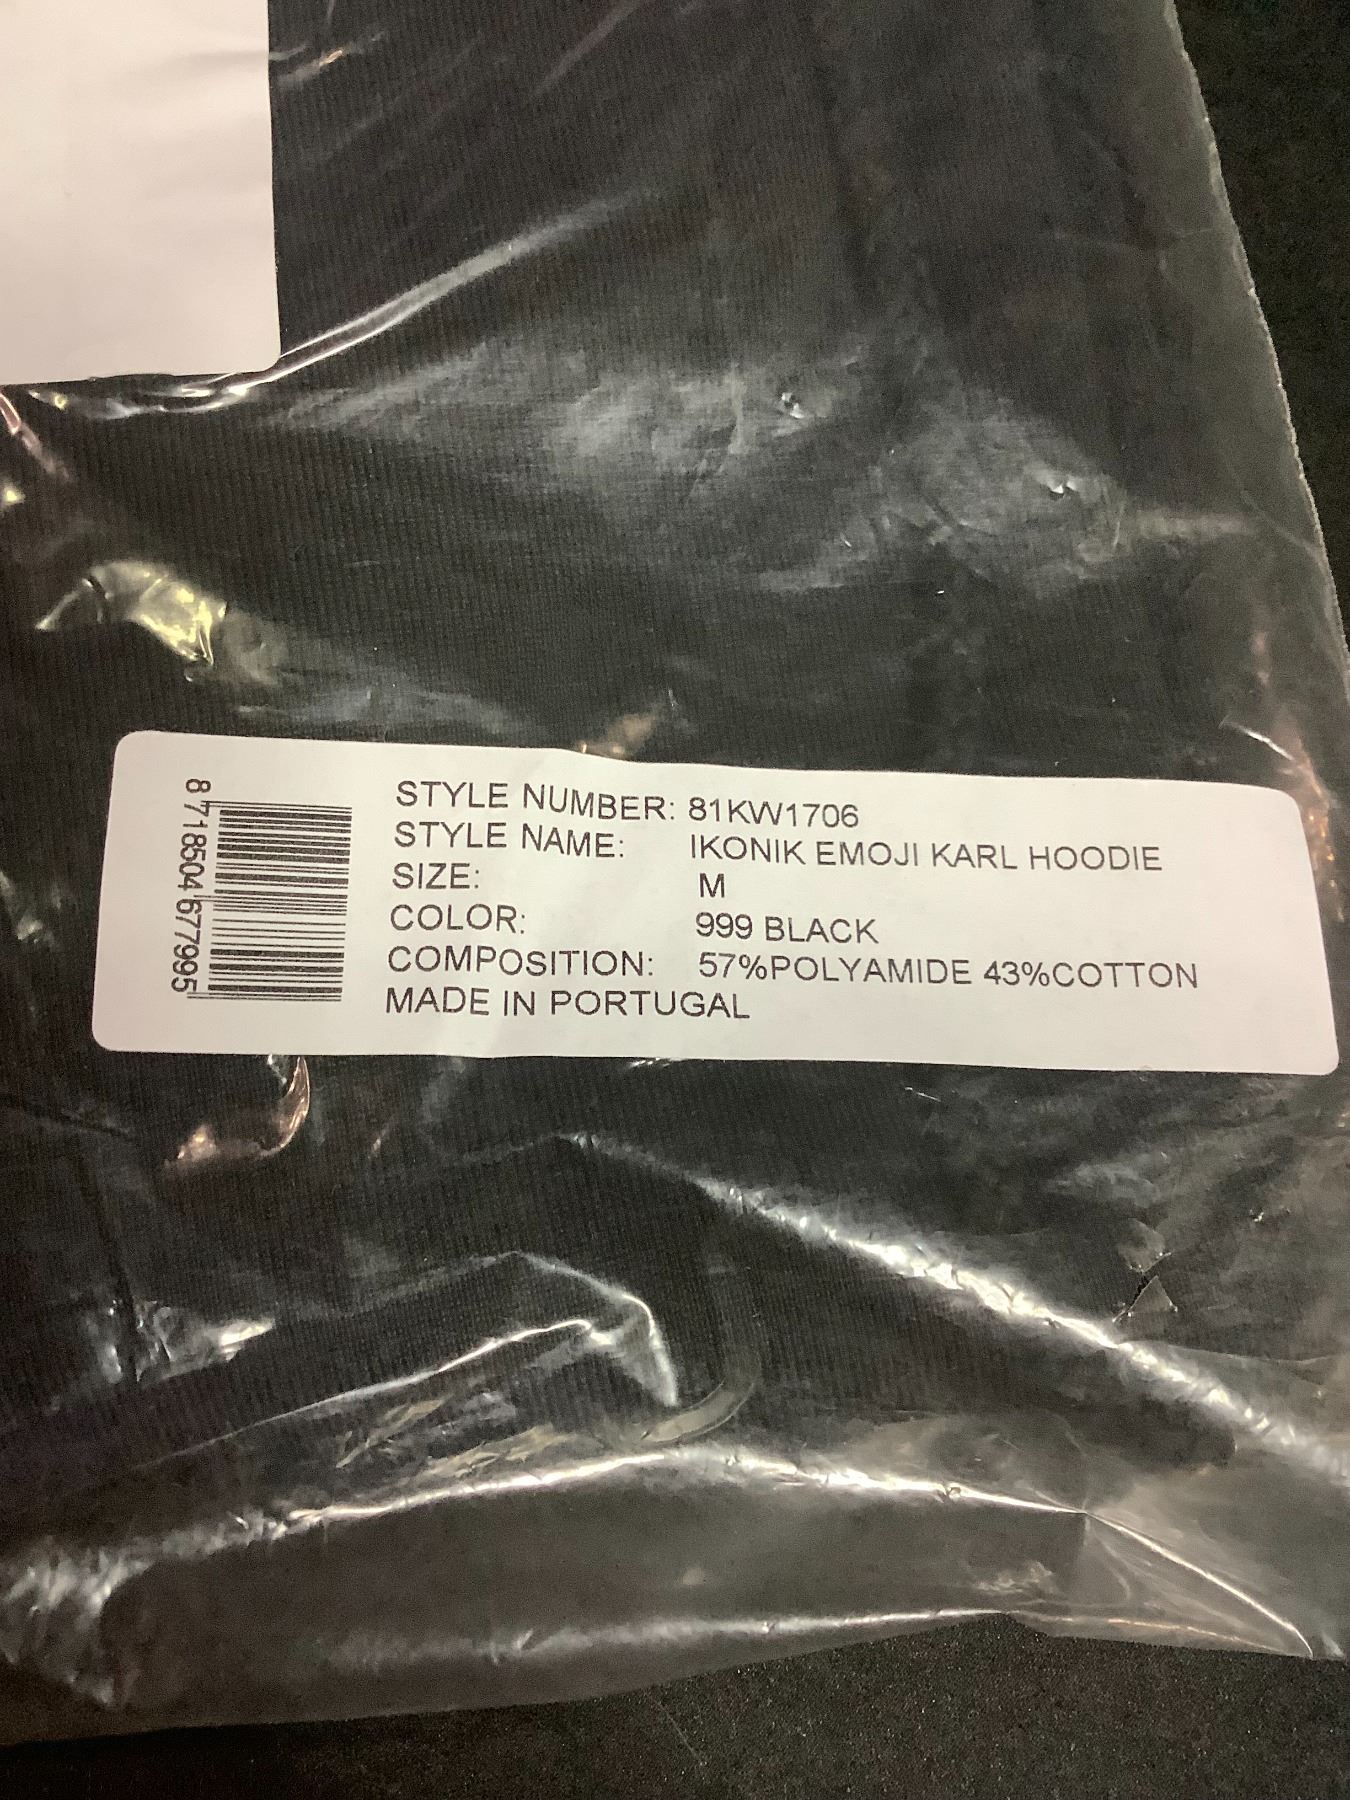 STYLE NUMBER: 81KW1706
STYLE NAME: IKONIK EMOJI KARL HOODIE
SIZE: M
COLOR: 999 BLACK
COMPOSITION: 57%POLYAMIDE 43%COTTON
MADE IN PORTUGAL
8 718504 677995